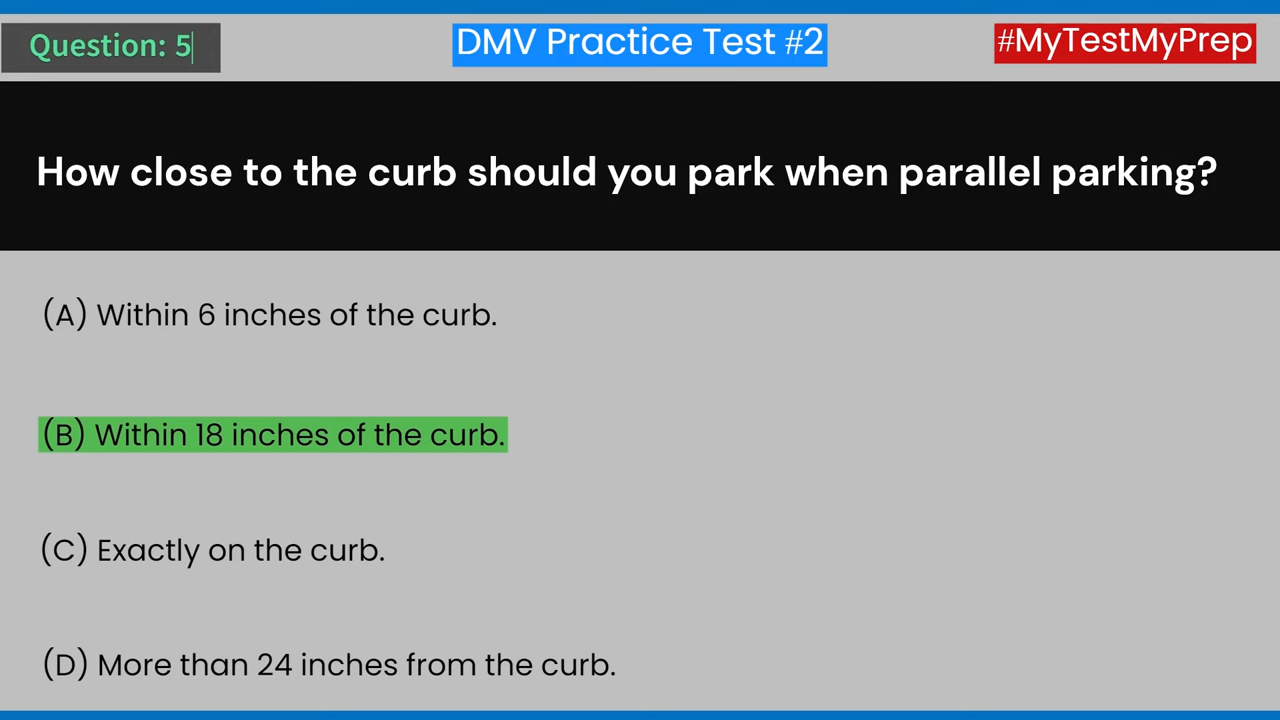 Question: 5
DMV Practice Test #2
#MyTestMyPrep
How close to the curb should you park when parallel parking?
(A) Within 6 inches of the curb.
(B) Within 18 inches of the curb.
(C) Exactly on the curb.
(D) More than 24 inches from the curb.